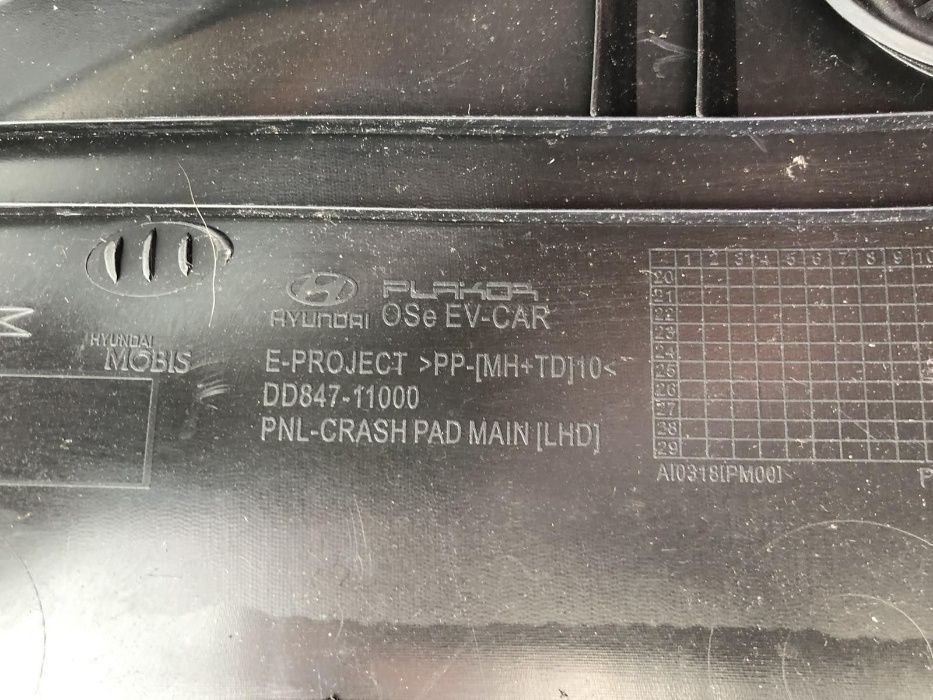 HYUNDAI
MOBIS
HYUNDAI
PLAKOR
OSe EV-CAR
E-PROJECT >PP-[MH+TD]10<
DD847-11000
PNL-CRASH PAD MAIN [LHD]
1 2 3 4 5 6 7 8 9 10
20
21
22
23
24
25
26
27
28
29
AI0318[PM00]
P